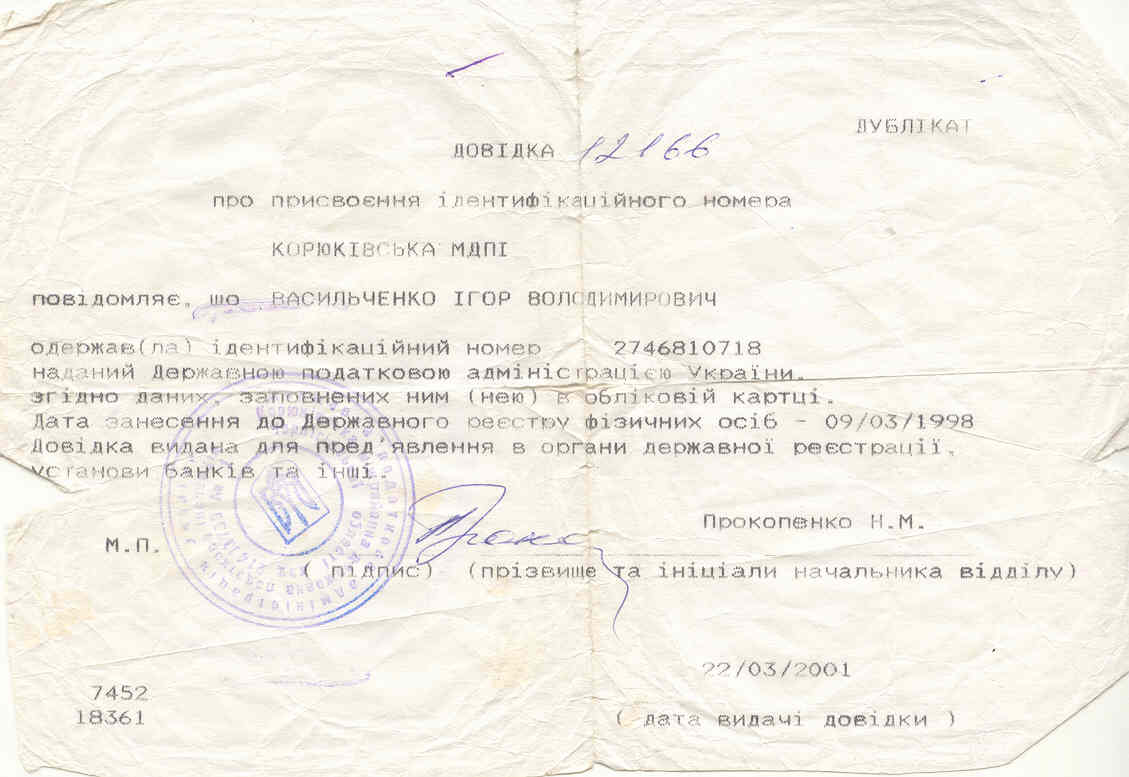 ДУБЛІКАТ
ДОВІДКА 12166
про присвоєння ідентифікаційного номера
КОРЮКІВСЬКА МДПІ
повідомляє, що ВАСИЛЬЧЕНКО ІГОР ВОЛОДИМИРОВИЧ
одержав(ла) ідентифікаційний номер 2746810718
наданий Державною податковою адміністрацією України.
згідно даних, заповнених ним (нею) в обліковій картці.
Дата занесення до Державного реєстру фізичних осіб - 09/03/1998
Довідка видана для пред явлення в органи державної реєстрації,
установи банків та інші.
Прокопенко Н.М.
М.П.
( підпис) (прізвище та ініціали начальника відділу)
22/03/2001
7452
18361
( дата видачі довідки )